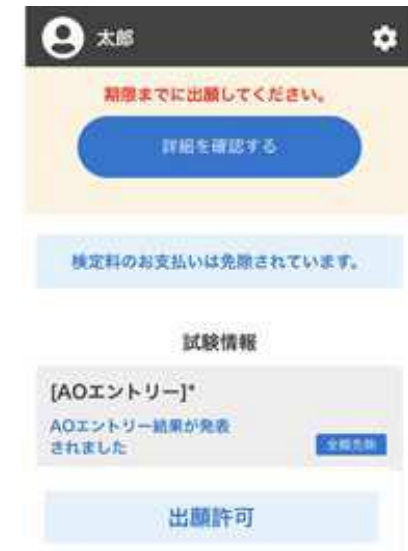 太郎
期限までに出願してください。
詳細を確認する
検定料のお支払いは免除されています。
試験情報
[AOエントリー]*
AOエントリー結果が発表
されました
全額免除
出願許可